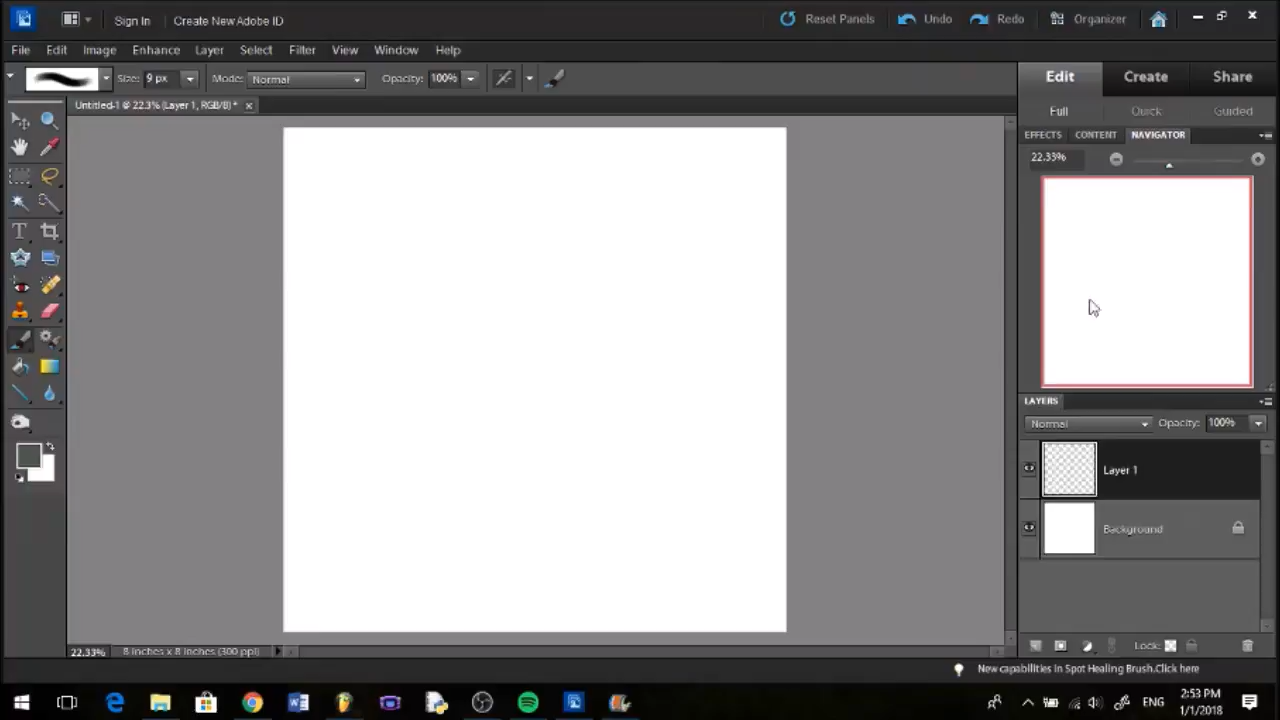 Sign In Create New Adobe ID Reset Panels Undo Redo Organizer
File Edit Image Enhance Layer Select Filter View Window Help
Size: 9 px Mode: Normal Opacity: 100% Edit Create Share
Untitled-1 @ 22.3% (Layer 1, RGB/8) * Full Quick Guided
EFFECTS CONTENT NAVIGATOR
22.33%
LAYERS
Normal Opacity: 100%
Layer 1
Background
Lock:
22.33% 8 inches x 8 inches (300 ppi)
New capabilities in Spot Healing Brush.Click here
ENG 2:53 PM
1/1/2018